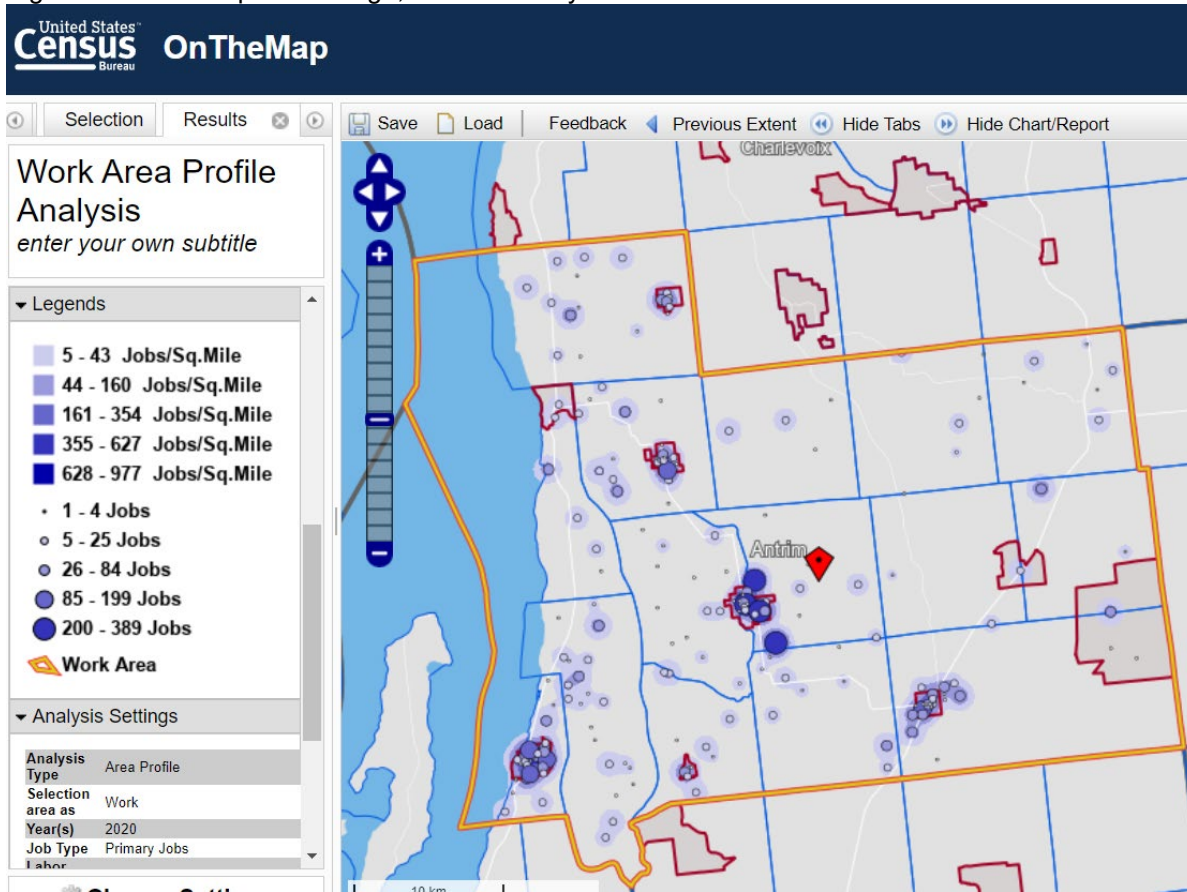 United States™
Census
Bureau
OnTheMap
Selection
Results
Save
Load
Feedback
Previous Extent
Hide Tabs
Hide Chart/Report
Work Area Profile
Analysis
enter your own subtitle
Legends
5 - 43 Jobs/Sq.Mile
44 - 160 Jobs/Sq.Mile
161 - 354 Jobs/Sq.Mile
355 - 627 Jobs/Sq.Mile
628 - 977 Jobs/Sq.Mile
1 - 4 Jobs
5 - 25 Jobs
26 - 84 Jobs
85 - 199 Jobs
200 - 389 Jobs
Work Area
Analysis Settings
Analysis Type Area Profile
Selection area as Work
Year(s) 2020
Job Type Primary Jobs
Labor
Charlevoix
Antrim
10 km